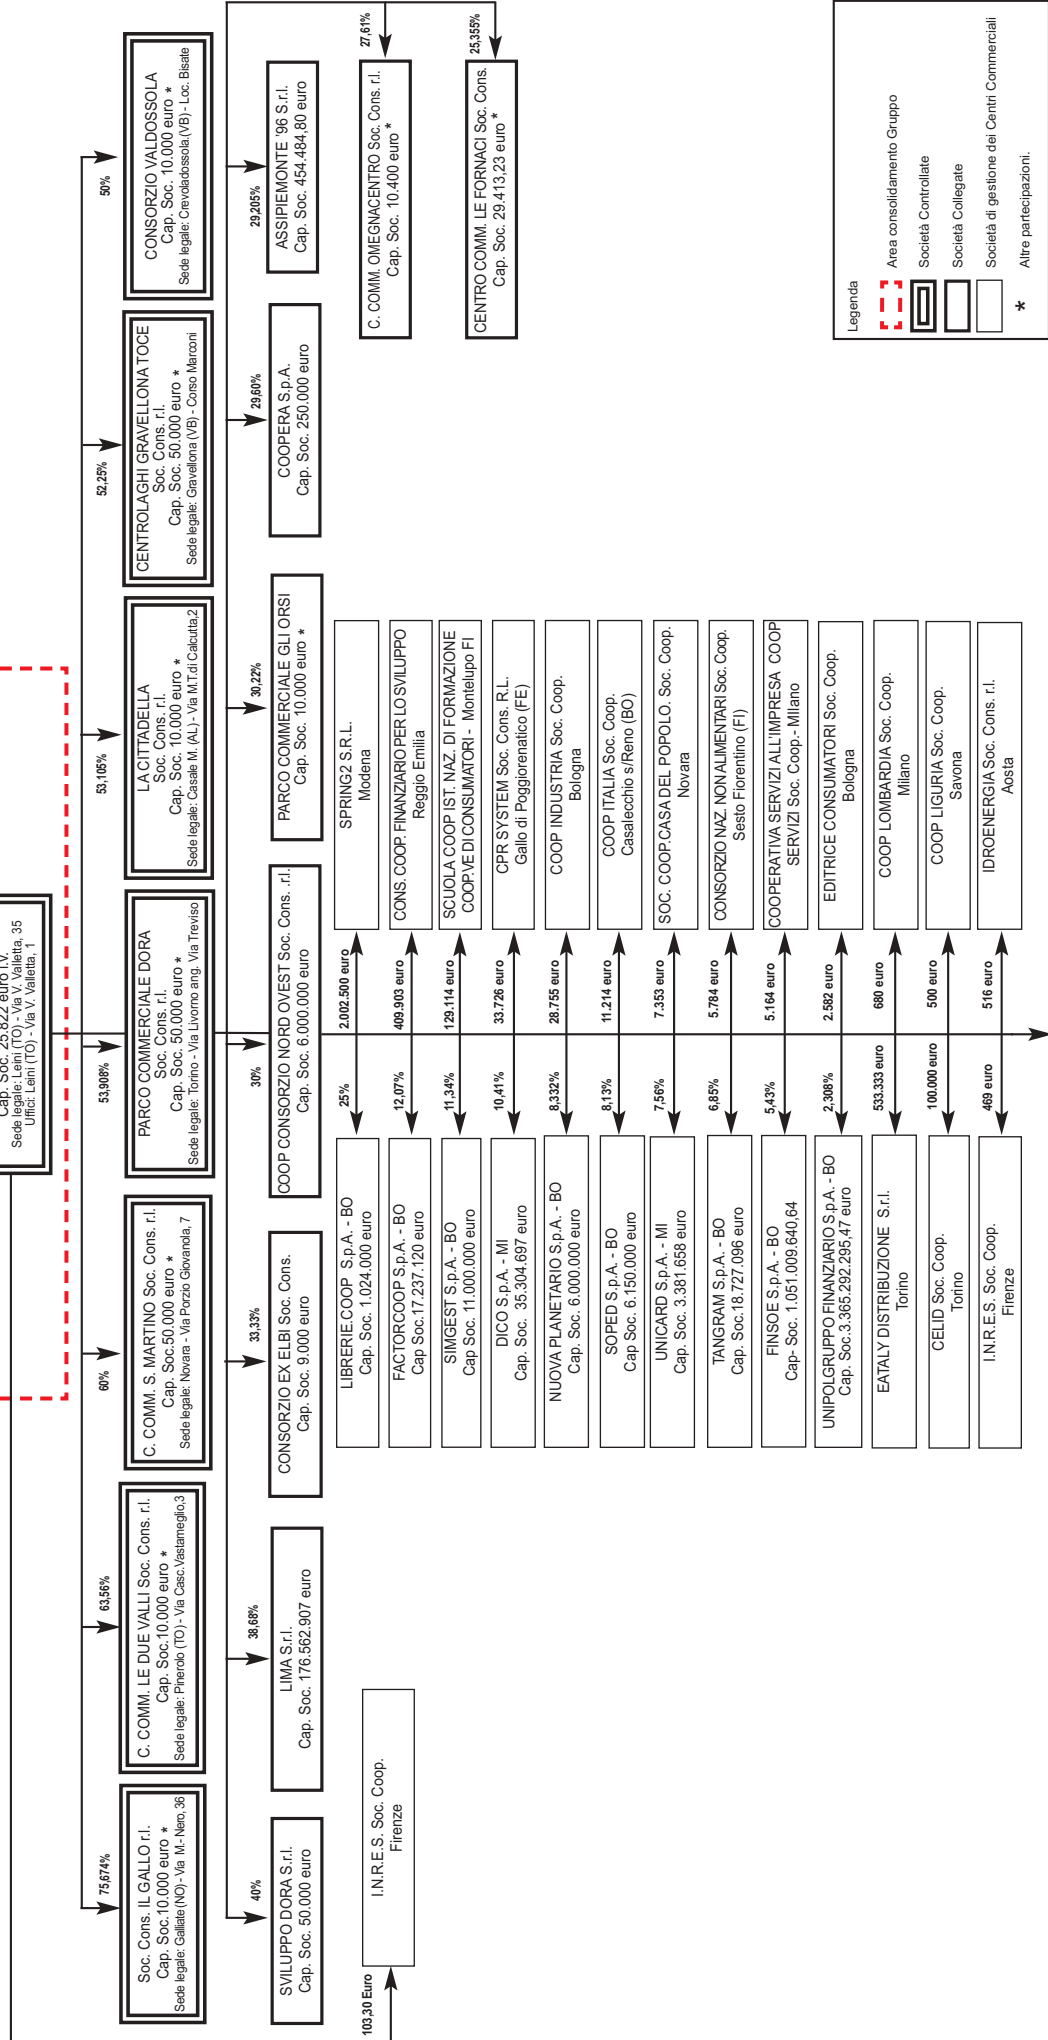 Cap. Soc. 25.822 euro i.v.
Sede legale: Leinì (TO) - Via V. Valletta, 35
Uffici: Leinì (TO) - Via V. Valletta, 1
75,674%
63,56%
60%
53,908%
53,105%
52,25%
50%
Soc. Cons. IL GALLO r.l.
Cap. Soc.10.000 euro *
Sede legale: Galliate (NO) - Via M.- Nero, 36
C. COMM. LE DUE VALLI Soc. Cons. r.l.
Cap. Soc.10.000 euro *
Sede legale: Pinerolo (TO) - Via Casc.Vastameglio,3
C. COMM. S. MARTINO Soc. Cons. r.l.
Cap. Soc.50.000 euro *
Sede legale: Novara - Via Porzio Giovanola, 7
PARCO COMMERCIALE DORA
Soc. Cons. r.l.
Cap. Soc. 50.000 euro *
Sede legale: Torino - Via Livorno ang. Via Treviso
LA CITTADELLA
Soc. Cons. r.l.
Cap. Soc. 10.000 euro *
Sede legale: Casale M. (AL) - Via M.T.di Calcutta,2
CENTROLAGHI GRAVELLONA TOCE
Soc. Cons. r.l.
Cap. Soc. 50.000 euro *
Sede legale: Gravellona (VB) - Corso Marconi
CONSORZIO VALDOSSOLA
Cap. Soc. 10.000 euro *
Sede legale: Crevoladossola,(VB) - Loc. Bisate
40%
38,68%
33,33%
30%
30,22%
29,60%
29,205%
27,61%
25,355%
SVILUPPO DORA S.r.l.
Cap. Soc. 50.000 euro
LIMA S.r.l.
Cap. Soc. 176.562.907 euro
CONSORZIO EX ELBI Soc. Cons.
Cap. Soc. 9.000 euro
COOP CONSORZIO NORD OVEST Soc. Cons. .r.l.
Cap. Soc. 6.000.000 euro
PARCO COMMERCIALE GLI ORSI
Cap. Soc. 10.000 euro *
COOPERA S.p.A.
Cap. Soc. 250.000 euro
ASSIPIEMONTE '96 S.r.l.
Cap. Soc. 454.484,80 euro
C. COMM. OMEGNACENTRO Soc. Cons. r.l.
Cap. Soc. 10.400 euro *
CENTRO COMM. LE FORNACI Soc. Cons.
Cap. Soc. 29.413,23 euro *
103,30 Euro
I.N.R.E.S. Soc. Coop.
Firenze
LIBRERIE.COOP S.p.A. - BO
Cap. Soc. 1.024.000 euro
25%
2.002.500 euro
SPRING2 S.R.L.
Modena
FACTORCOOP S.p.A. - BO
Cap Soc.17.237.120 euro
12,07%
409.903 euro
CONS. COOP. FINANZIARIO PER LO SVILUPPO
Reggio Emilia
SIMGEST S.p.A. - BO
Cap Soc. 11.000.000 euro
11,34%
129.114 euro
SCUOLA COOP IST. NAZ. DI FORMAZIONE
COOP.VE DI CONSUMATORI - Montelupo FI
DICO S.p.A. - MI
Cap. Soc. 35.304.697 euro
10,41%
33.726 euro
CPR SYSTEM Soc. Cons. R.L.
Gallo di Poggiorenatico (FE)
NUOVA PLANETARIO S.p.A. - BO
Cap. Soc. 6.000.000 euro
8,332%
28.755 euro
COOP INDUSTRIA Soc. Coop.
Bologna
SOPED S.p.A. - BO
Cap Soc. 6.150.000 euro
8,13%
11.214 euro
COOP ITALIA Soc. Coop.
Casalecchio s/Reno (BO)
UNICARD S.p.A. - MI
Cap. Soc. 3.381.658 euro
7,56%
7.353 euro
SOC. COOP.CASA DEL POPOLO. Soc. Coop.
Novara
TANGRAM S.p.A. - BO
Cap. Soc.18.727.096 euro
6,85%
5.784 euro
CONSORZIO NAZ. NON ALIMENTARI Soc. Coop.
Sesto Fiorentino (FI)
FINSOE S.p.A. - BO
Cap- Soc. 1.051.009.640,64
5,43%
5.164 euro
COOPERATIVA SERVIZI ALL'IMPRESA COOP
SERVIZI Soc. Coop.- MIlano
UNIPOLGRUPPO FINANZIARIO S.p.A. - BO
Cap. Soc.3.365.292.295,47 euro
2,308%
2.582 euro
EDITRICE CONSUMATORI Soc. Coop.
Bologna
EATALY DISTRIBUZIONE S.r.l.
Torino
533.333 euro
680 euro
COOP LOMBARDIA Soc. Coop.
Milano
CELID Soc. Coop.
Torino
100.000 euro
500 euro
COOP LIGURIA Soc. Coop.
Savona
I.N.R.E.S. Soc. Coop.
Firenze
469 euro
516 euro
IDROENERGIA Soc. Cons. r.l.
Aosta
Legenda
Area consolidamento Gruppo
Società Controllate
Società Collegate
Società di gestione dei Centri Commerciali
* Altre partecipazioni.